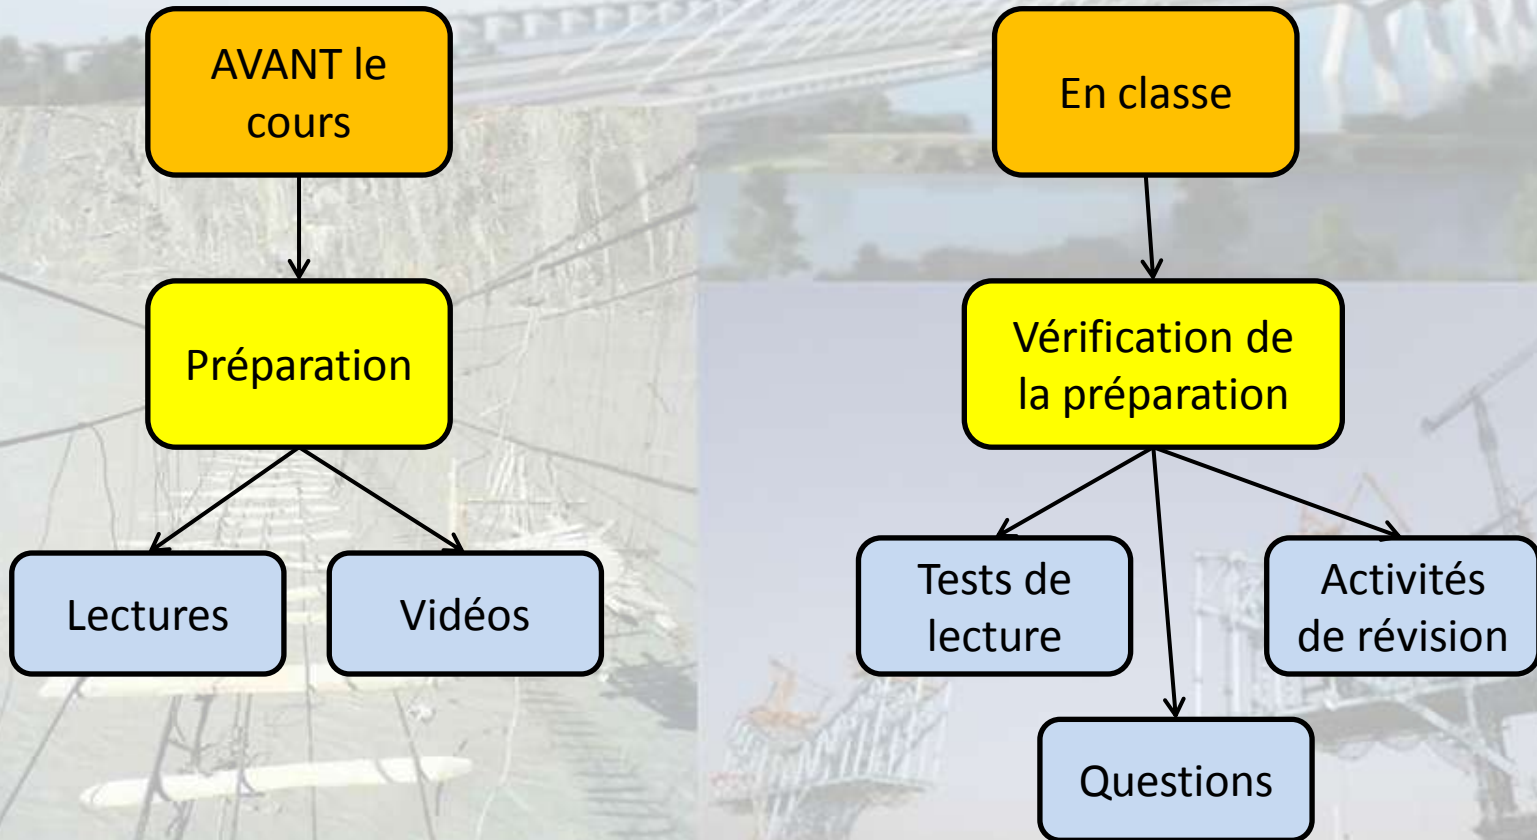 AVANT le
cours
En classe
Préparation
Vérification de
la préparation
Lectures
Vidéos
Tests de
lecture
Activités
de révision
Questions